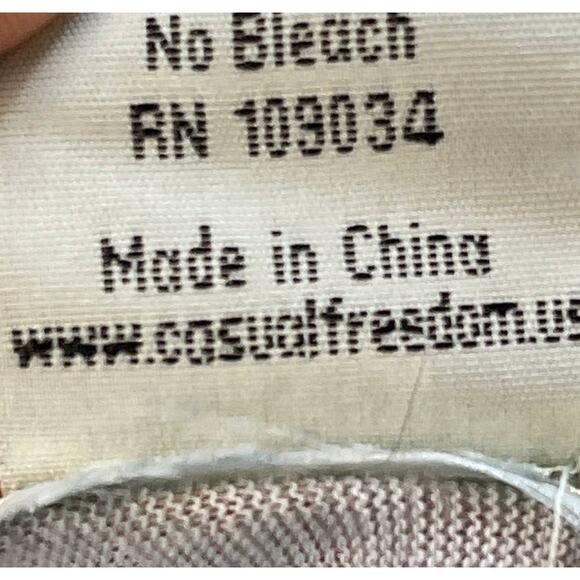 No Bleach
RN 109034
Made in China
www.casualfreedom.us